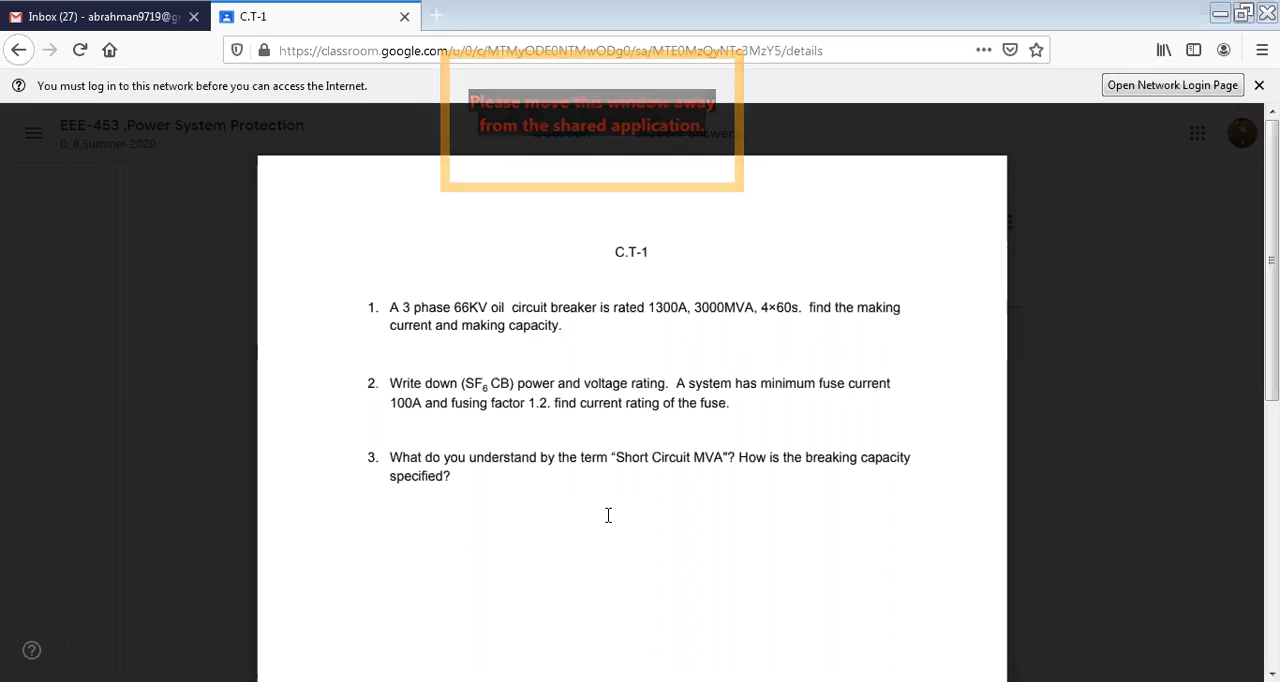 Inbox (27) - abrahman9719@g
C.T-1
https://classroom.google.com/u/0/c/MTMyODE0NTMwODg0/sa/MTE0MzQyNTc3MzY5/details
You must log in to this network before you can access the Internet.
Open Network Login Page
Please move this window away
from the shared application.
EEE-453 ,Power System Protection
D_8,Summer-2020
C.T-1
1. A 3 phase 66KV oil circuit breaker is rated 1300A, 3000MVA, 4×60s. find the making
current and making capacity.
2. Write down (SF6 CB) power and voltage rating. A system has minimum fuse current
100A and fusing factor 1.2. find current rating of the fuse.
3. What do you understand by the term “Short Circuit MVA”? How is the breaking capacity
specified?